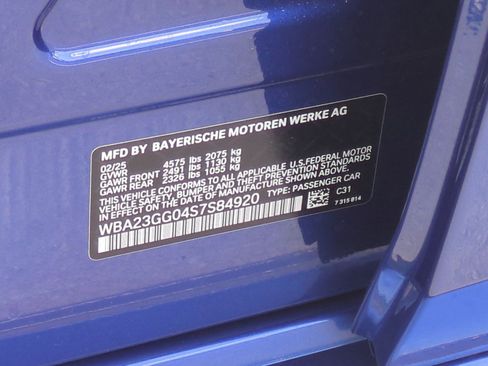 MFD BY BAYERISCHE MOTOREN WERKE AG
02/25
GVWR 4575 lbs 2075 kg
GAWR FRONT 2491 lbs 1130 kg
GAWR REAR 2326 lbs 1055 kg
THIS VEHICLE CONFORMS TO ALL APPLICABLE U.S.FEDERAL MOTOR
VEHICLE SAFETY, BUMPER, AND THEFT PREVENTION STANDARDS
IN EFFECT ON THE DATE OF MANUFACTURE SHOWN ABOVE.
WBA23GG04S7S84920 TYPE: PASSENGER CAR
C31
7 315 814